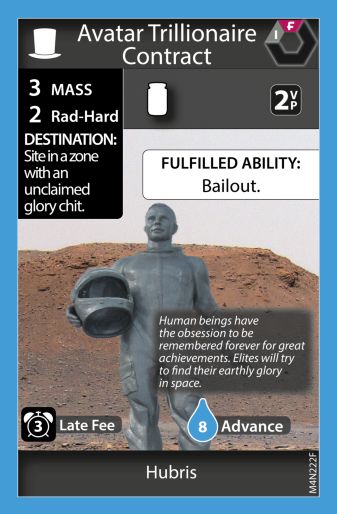 Avatar Trillionaire
Contract
I F
3 MASS
2 Rad-Hard
2 VP
DESTINATION:
Site in a zone
with an
unclaimed
glory chit.
FULFILLED ABILITY:
Bailout.
Human beings have
the obsession to be
remembered forever for great
achievements. Elites will try
to find their earthly glory
in space.
3 Late Fee
8 Advance
Hubris
M4N222F